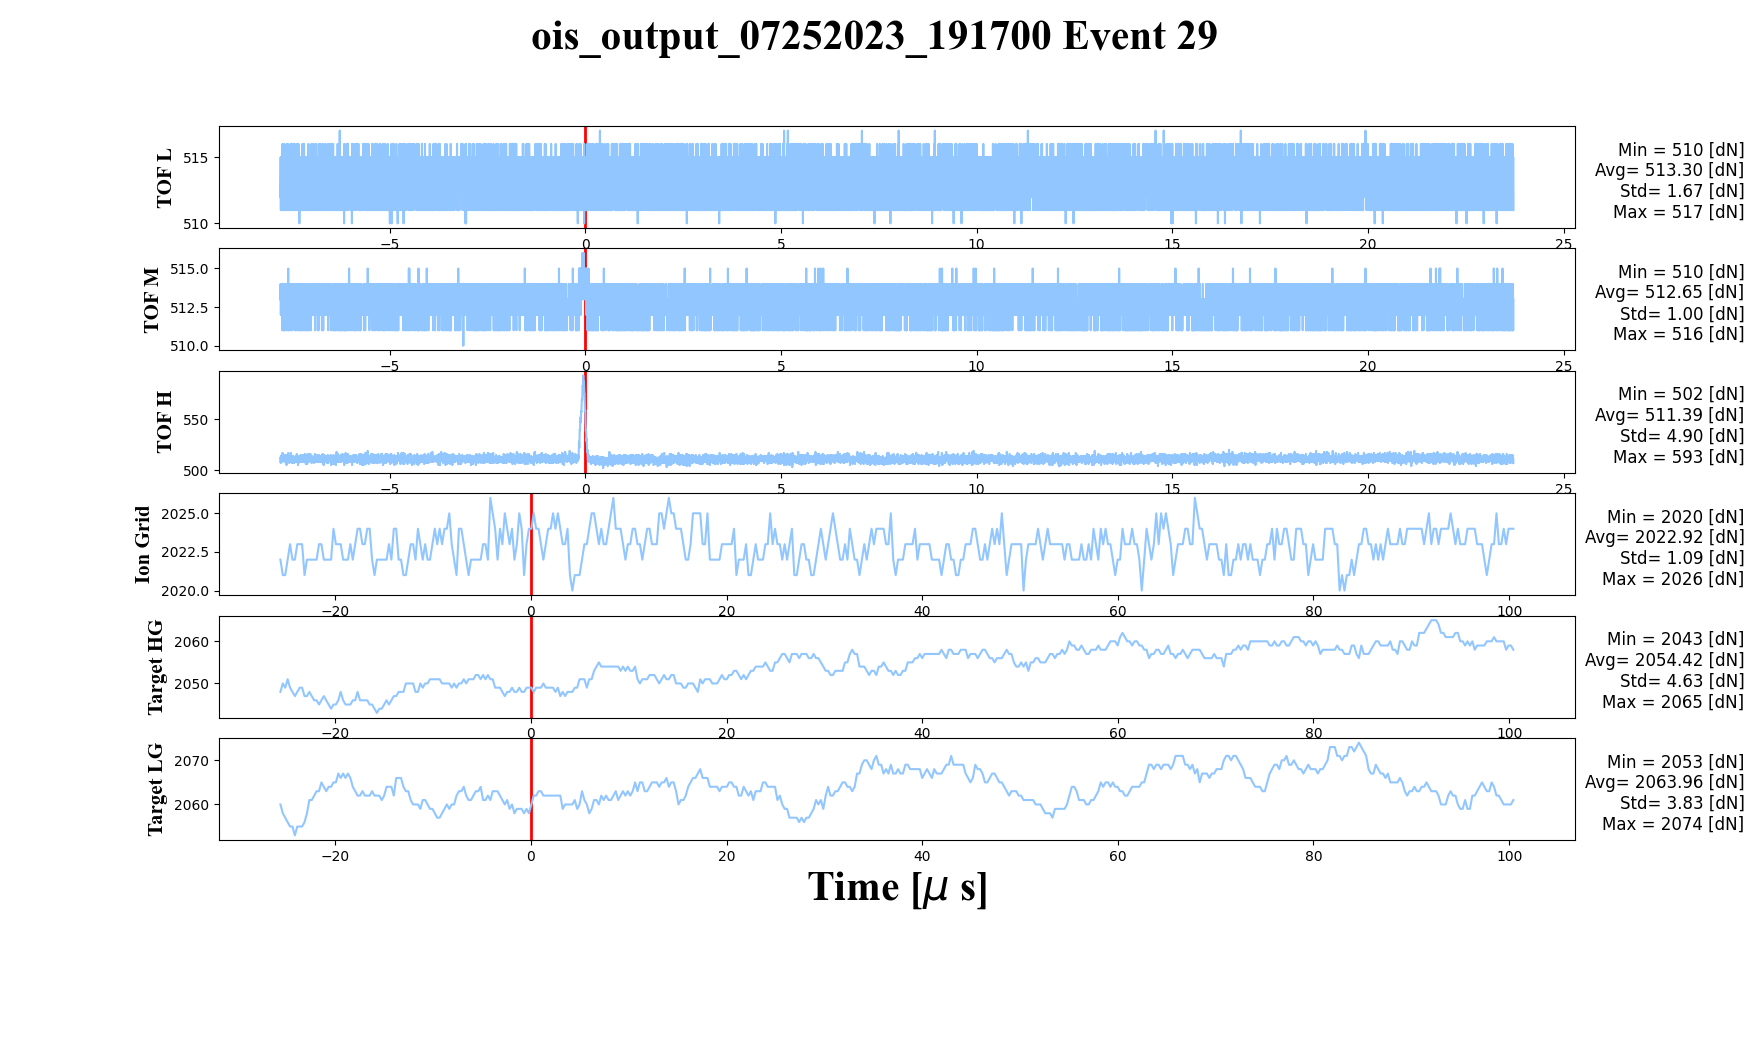 ois_output_07252023_191700 Event 29
TOF L
515
510
−5 0 5 10 15 20 25
Min = 510 [dN]
Avg= 513.30 [dN]
Std= 1.67 [dN]
Max = 517 [dN]
TOF M
515.0
512.5
510.0
−5 0 5 10 15 20 25
Min = 510 [dN]
Avg= 512.65 [dN]
Std= 1.00 [dN]
Max = 516 [dN]
TOF H
550
500
−5 0 5 10 15 20 25
Min = 502 [dN]
Avg= 511.39 [dN]
Std= 4.90 [dN]
Max = 593 [dN]
Ion Grid
2025.0
2022.5
2020.0
−20 0 20 40 60 80 100
Min = 2020 [dN]
Avg= 2022.92 [dN]
Std= 1.09 [dN]
Max = 2026 [dN]
Target HG
2060
2050
−20 0 20 40 60 80 100
Min = 2043 [dN]
Avg= 2054.42 [dN]
Std= 4.63 [dN]
Max = 2065 [dN]
Target LG
2070
2060
−20 0 20 40 60 80 100
Min = 2053 [dN]
Avg= 2063.96 [dN]
Std= 3.83 [dN]
Max = 2074 [dN]
Time [μ s]